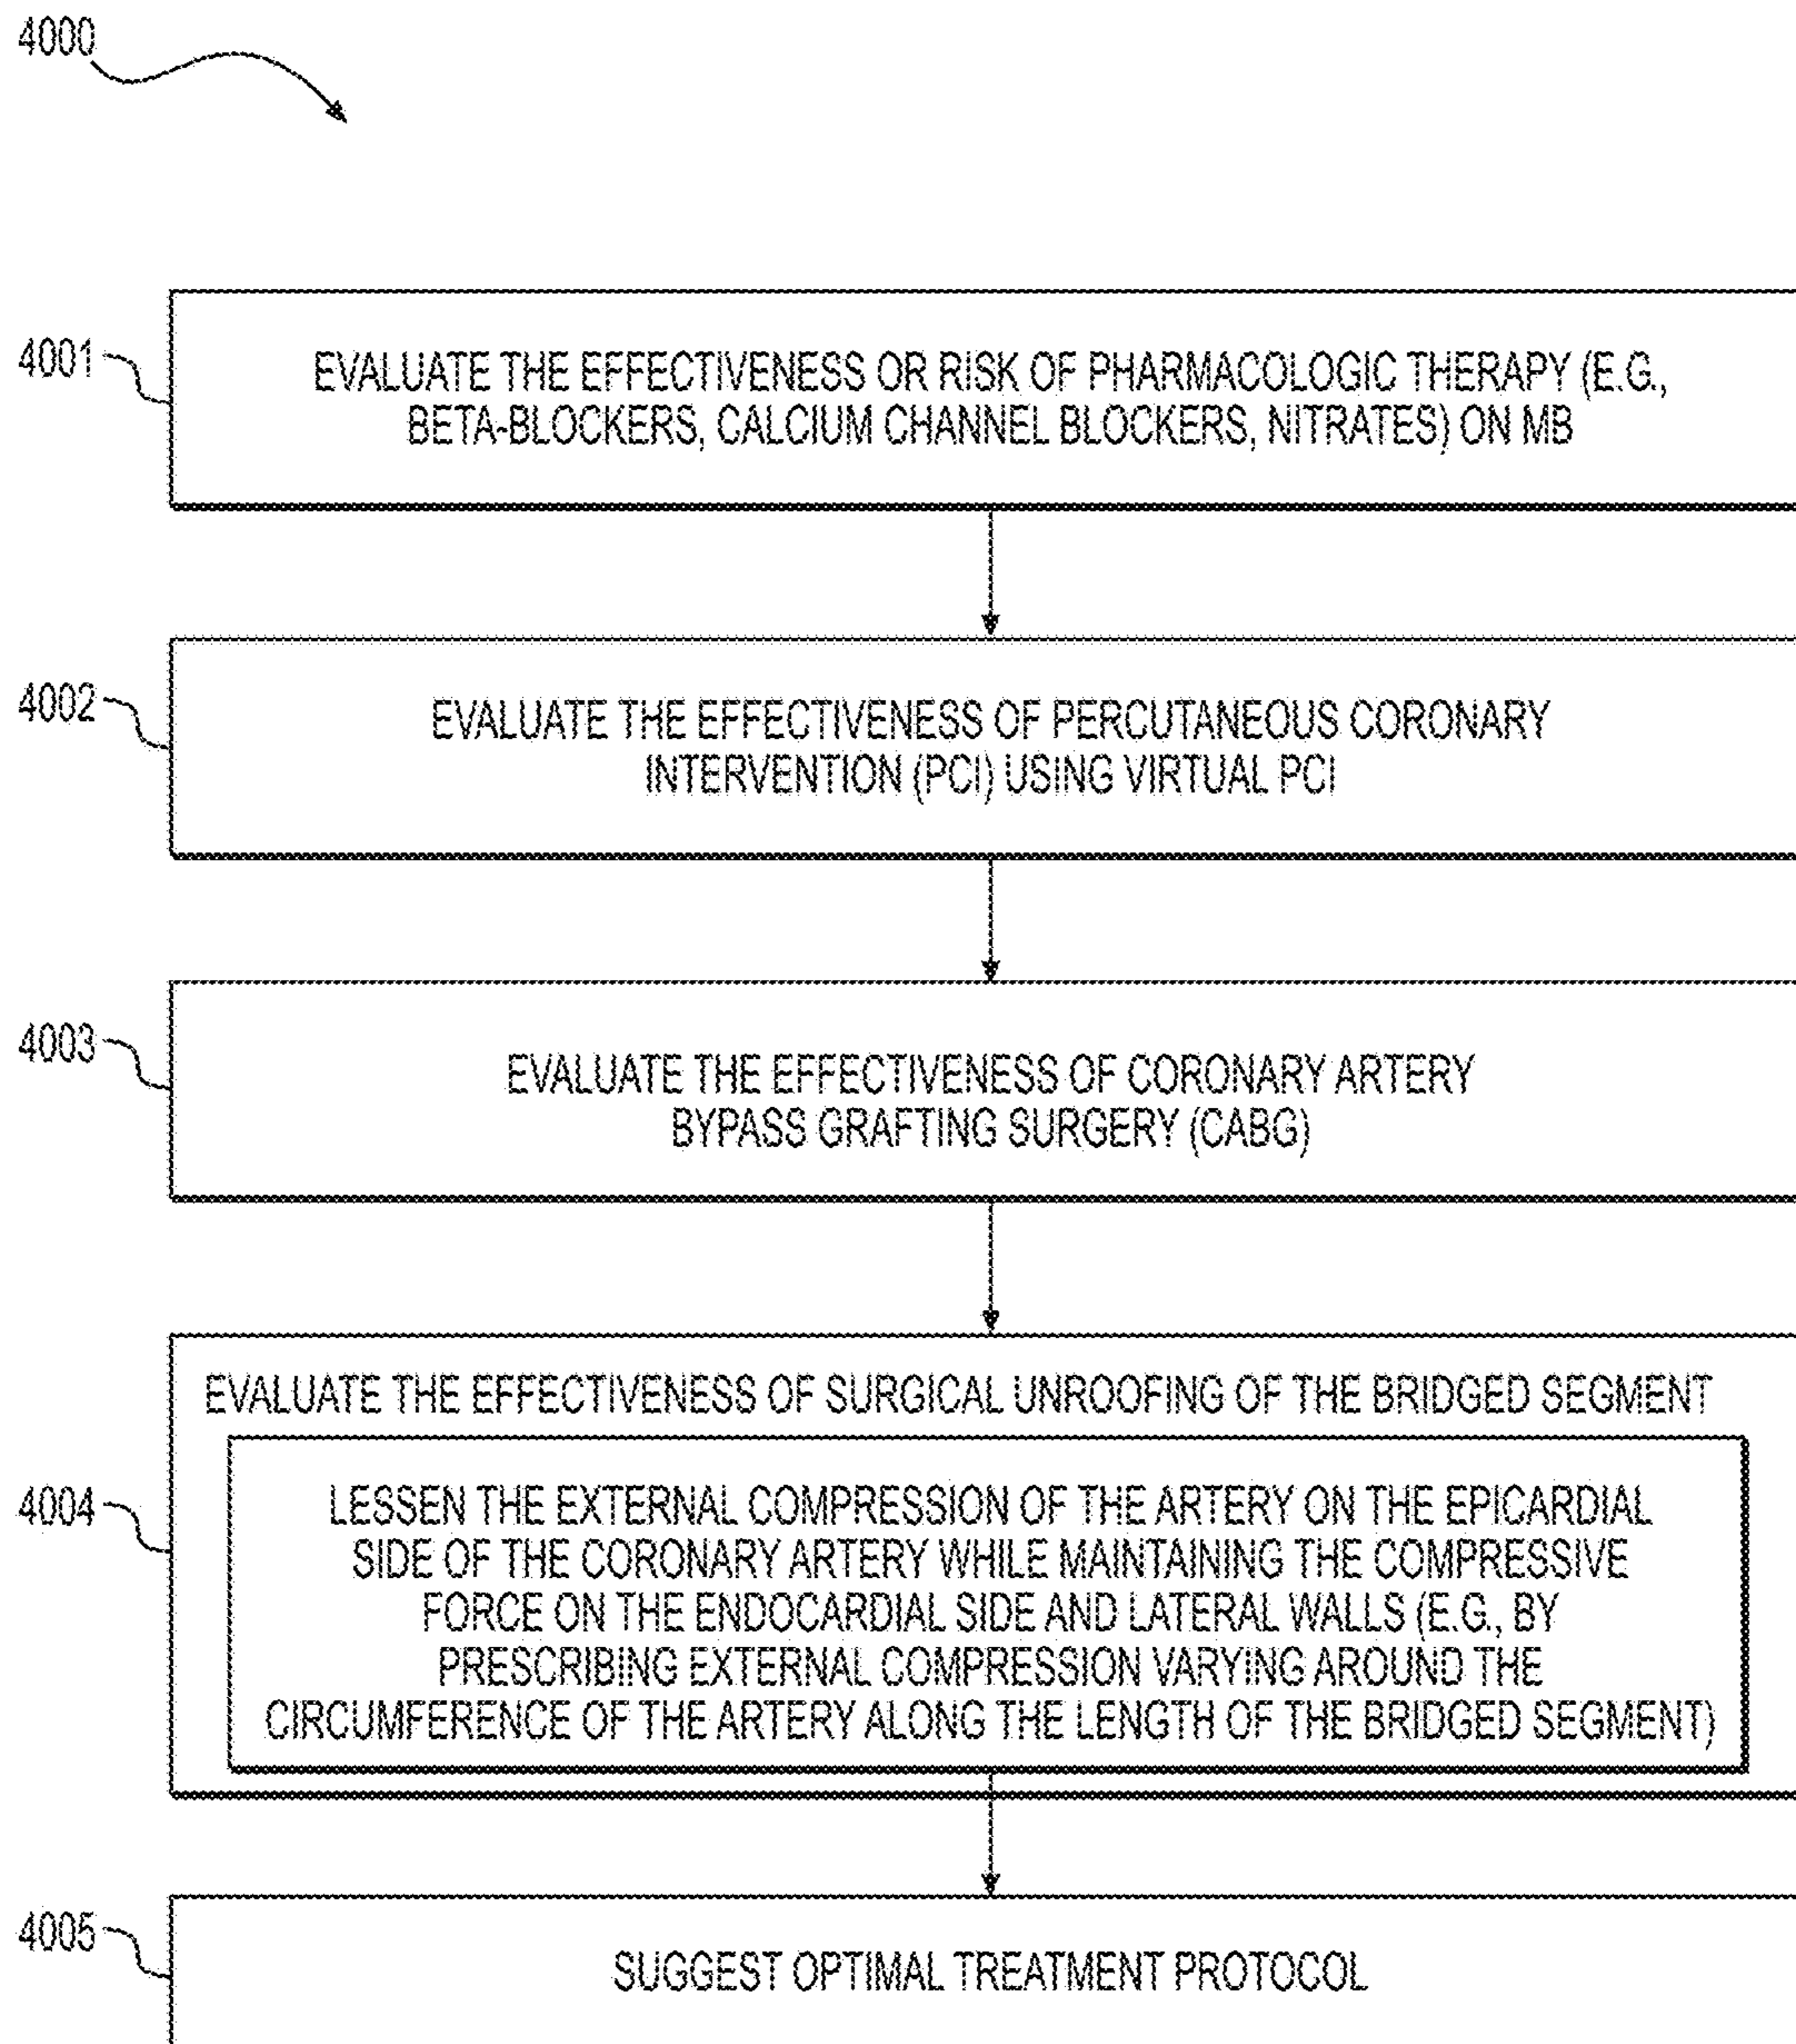 4000
4001
EVALUATE THE EFFECTIVENESS OR RISK OF PHARMACOLOGIC THERAPY (E.G.,
BETA-BLOCKERS, CALCIUM CHANNEL BLOCKERS, NITRATES) ON MB
4002
EVALUATE THE EFFECTIVENESS OF PERCUTANEOUS CORONARY
INTERVENTION (PCI) USING VIRTUAL PCI
4003
EVALUATE THE EFFECTIVENESS OF CORONARY ARTERY
BYPASS GRAFTING SURGERY (CABG)
EVALUATE THE EFFECTIVENESS OF SURGICAL UNROOFING OF THE BRIDGED SEGMENT
4004
LESSEN THE EXTERNAL COMPRESSION OF THE ARTERY ON THE EPICARDIAL
SIDE OF THE CORONARY ARTERY WHILE MAINTAINING THE COMPRESSIVE
FORCE ON THE ENDOCARDIAL SIDE AND LATERAL WALLS (E.G., BY
PRESCRIBING EXTERNAL COMPRESSION VARYING AROUND THE
CIRCUMFERENCE OF THE ARTERY ALONG THE LENGTH OF THE BRIDGED SEGMENT)
4005
SUGGEST OPTIMAL TREATMENT PROTOCOL